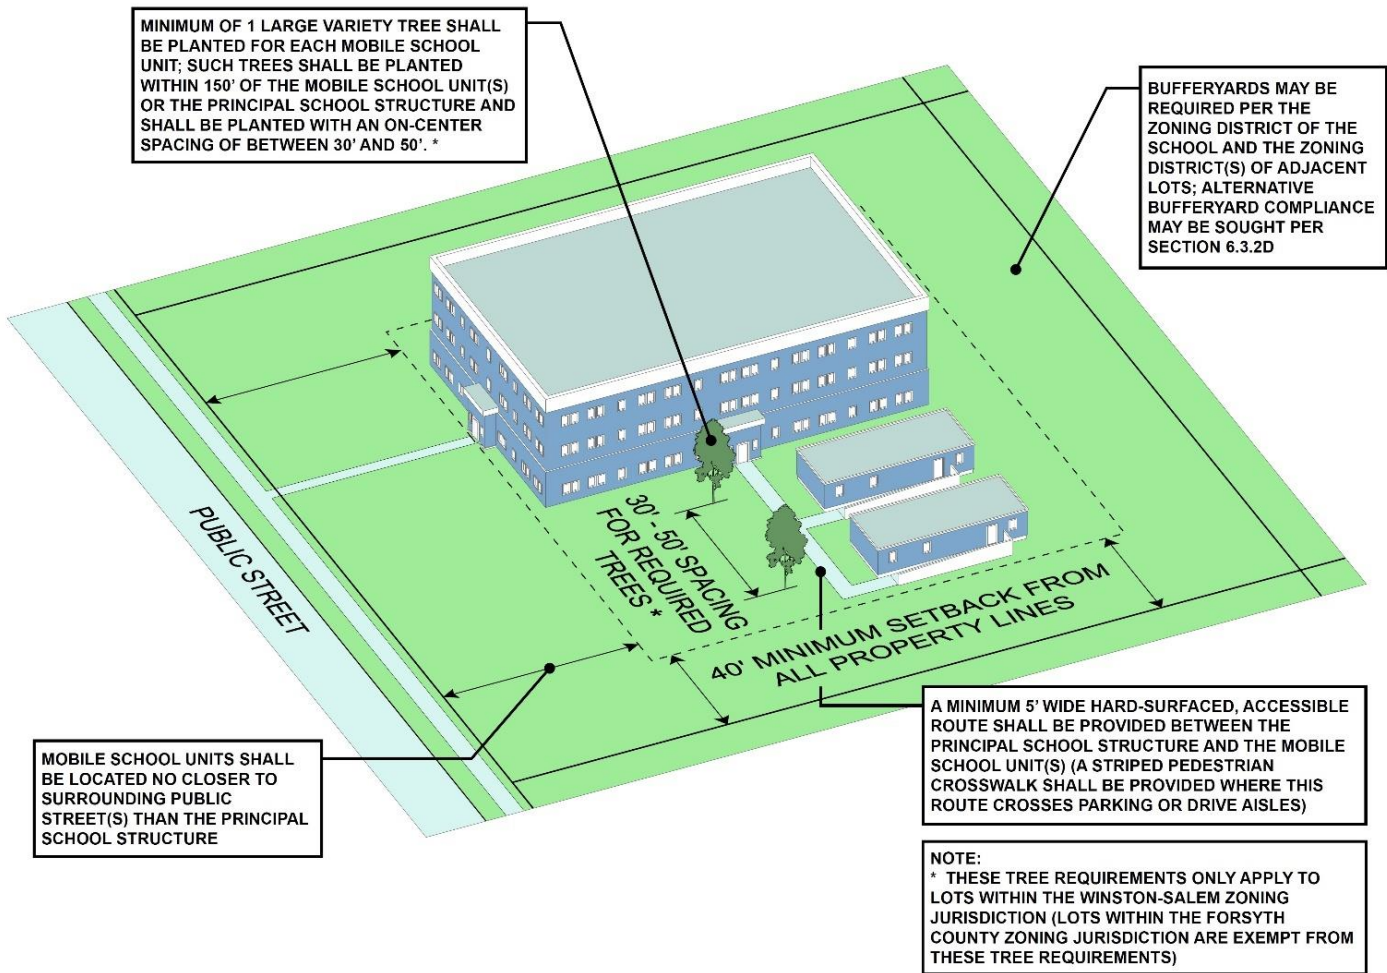 MINIMUM OF 1 LARGE VARIETY TREE SHALL
BE PLANTED FOR EACH MOBILE SCHOOL
UNIT; SUCH TREES SHALL BE PLANTED
WITHIN 150' OF THE MOBILE SCHOOL UNIT(S)
OR THE PRINCIPAL SCHOOL STRUCTURE AND
SHALL BE PLANTED WITH AN ON-CENTER
SPACING OF BETWEEN 30' AND 50'. *
BUFFERYARDS MAY BE
REQUIRED PER THE
ZONING DISTRICT OF THE
SCHOOL AND THE ZONING
DISTRICT(S) OF ADJACENT
LOTS; ALTERNATIVE
BUFFERYARD COMPLIANCE
MAY BE SOUGHT PER
SECTION 6.3.2D
PUBLIC STREET
30' - 50' SPACING
FOR REQUIRED
TREES *
40' MINIMUM SETBACK FROM
ALL PROPERTY LINES
MOBILE SCHOOL UNITS SHALL
BE LOCATED NO CLOSER TO
SURROUNDING PUBLIC
STREET(S) THAN THE PRINCIPAL
SCHOOL STRUCTURE
A MINIMUM 5' WIDE HARD-SURFACED, ACCESSIBLE
ROUTE SHALL BE PROVIDED BETWEEN THE
PRINCIPAL SCHOOL STRUCTURE AND THE MOBILE
SCHOOL UNIT(S) (A STRIPED PEDESTRIAN
CROSSWALK SHALL BE PROVIDED WHERE THIS
ROUTE CROSSES PARKING OR DRIVE AISLES)
NOTE:
* THESE TREE REQUIREMENTS ONLY APPLY TO
LOTS WITHIN THE WINSTON-SALEM ZONING
JURISDICTION (LOTS WITHIN THE FORSYTH
COUNTY ZONING JURISDICTION ARE EXEMPT FROM
THESE TREE REQUIREMENTS)